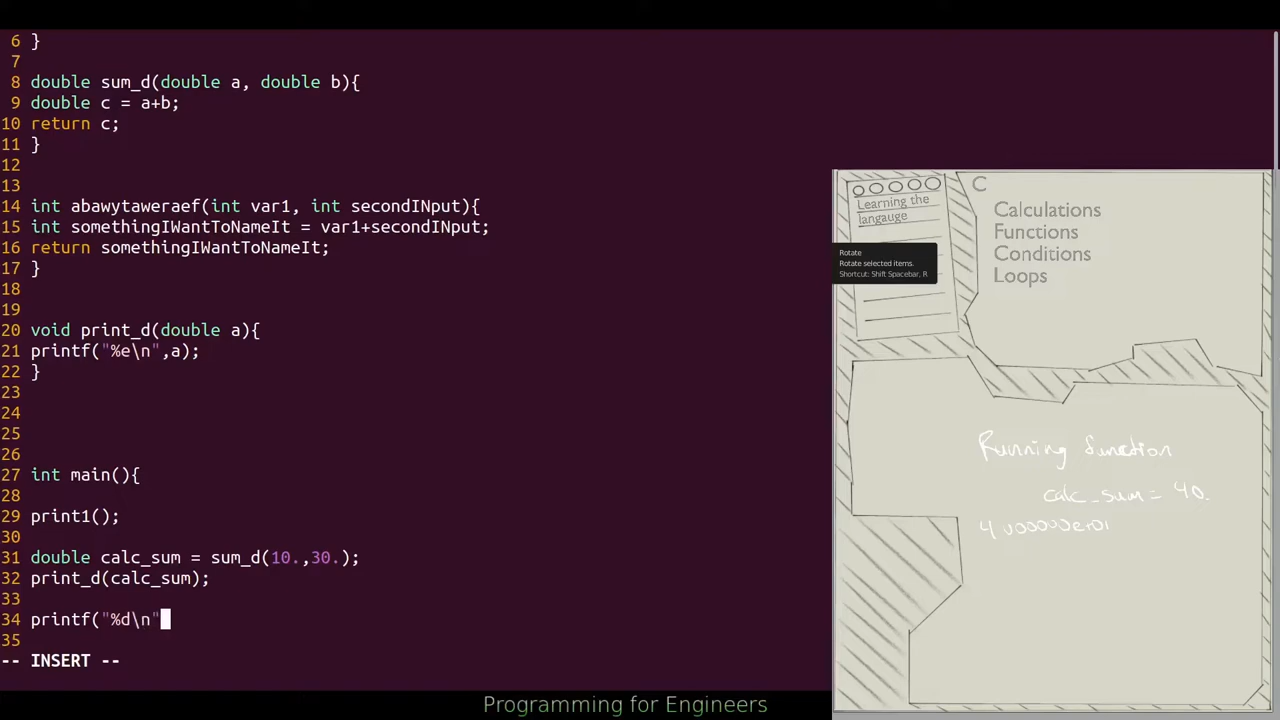 6 }
7
8 double sum_d(double a, double b){
9 double c = a+b;
10 return c;
11 }
12
13
14 int abawytaweraef(int var1, int secondINput){
15 int somethingIWantToNameIt = var1+secondINput;
16 return somethingIWantToNameIt;
17 }
18
19
20 void print_d(double a){
21 printf("%e\n",a);
22 }
23
24
25
26
27 int main(){
28
29 print1();
30
31 double calc_sum = sum_d(10.,30.);
32 print_d(calc_sum);
33
34 printf("%d\n"
35
-- INSERT --
Learning the
langauge
Rotate
Rotate selected items.
Shortcut: Shift Spacebar, R
C
Calculations
Functions
Conditions
Loops
Running function
calc_sum = 40.
Programming for Engineers